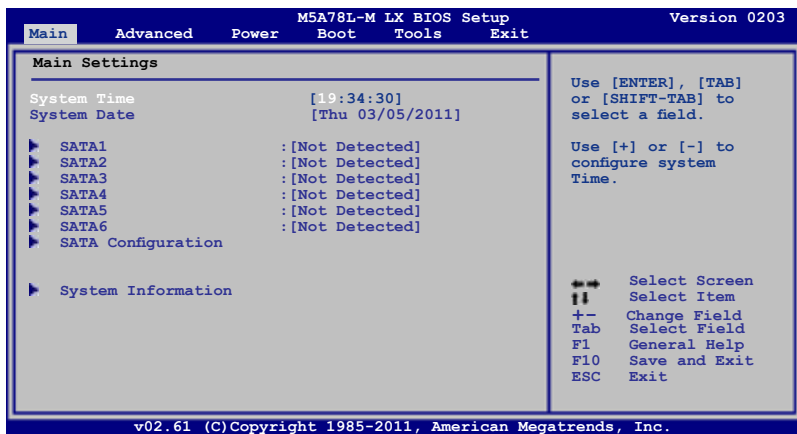 M5A78L-M LX BIOS Setup Version 0203
Main Advanced Power Boot Tools Exit
Main Settings
System Time [19:34:30]
System Date [Thu 03/05/2011]
SATA1 :[Not Detected]
SATA2 :[Not Detected]
SATA3 :[Not Detected]
SATA4 :[Not Detected]
SATA5 :[Not Detected]
SATA6 :[Not Detected]
SATA Configuration
System Information
Use [ENTER], [TAB]
or [SHIFT-TAB] to
select a field.
Use [+] or [-] to
configure system
Time.
←→ Select Screen
↑↓ Select Item
+- Change Field
Tab Select Field
F1 General Help
F10 Save and Exit
ESC Exit
v02.61 (C)Copyright 1985-2011, American Megatrends, Inc.